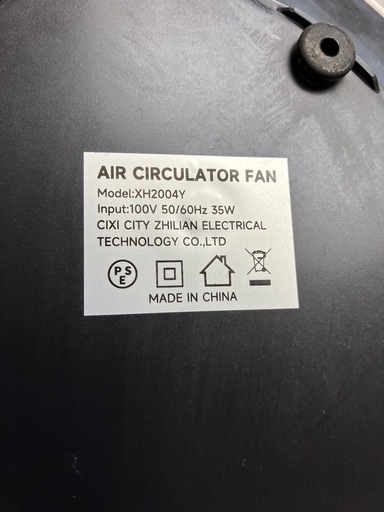 AIR CIRCULATOR FAN
Model:XH2004Y
Input:100V 50/60Hz 35W
CIXI CITY ZHILIAN ELECTRICAL
TECHNOLOGY CO.,LTD
PS
E
MADE IN CHINA